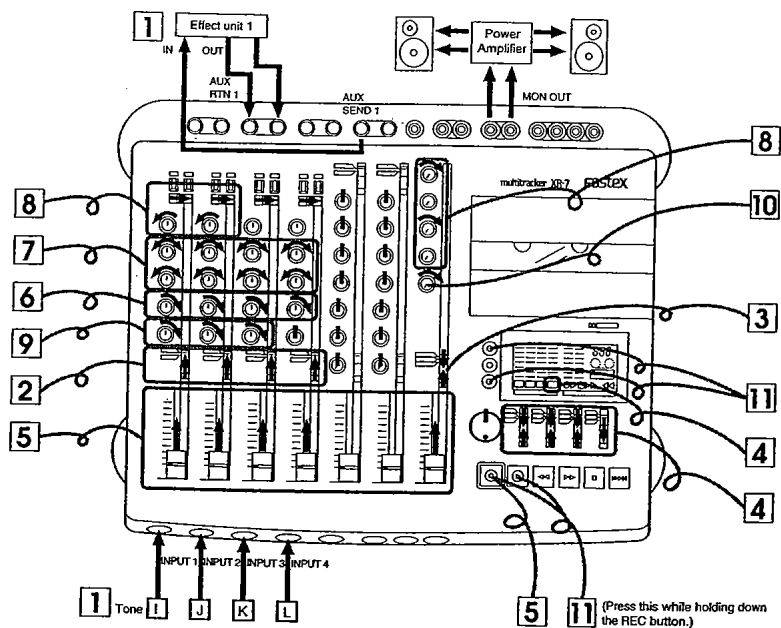 1 Effect unit 1
IN OUT
AUX
RTN 1
AUX
SEND 1
Power
Amplifier
MON OUT
8
multitracker XR-7 FOSTEX
8
10
7
6
3
9
2
11
5
4
4
INPUT 1 INPUT 2 INPUT 3 INPUT 4
1 Tone I J K L
5
11 (Press this while holding down
the REC button.)